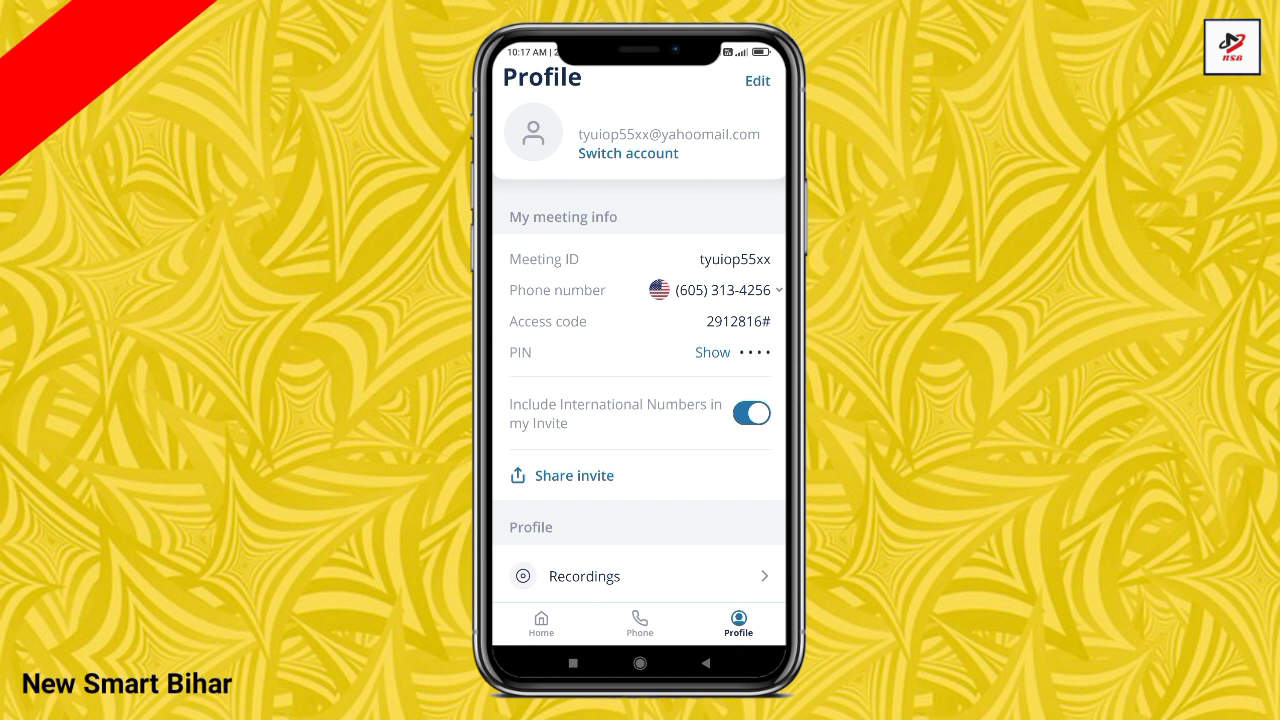 10:17 AM | 2
Profile
Edit
tyuiop55xx@yahoomail.com
Switch account
My meeting info
Meeting ID tyuiop55xx
Phone number (605) 313-4256
Access code 2912816#
PIN Show ••••
Include International Numbers in
my Invite
Share invite
Profile
Recordings
Home Phone Profile
New Smart Bihar
NSB